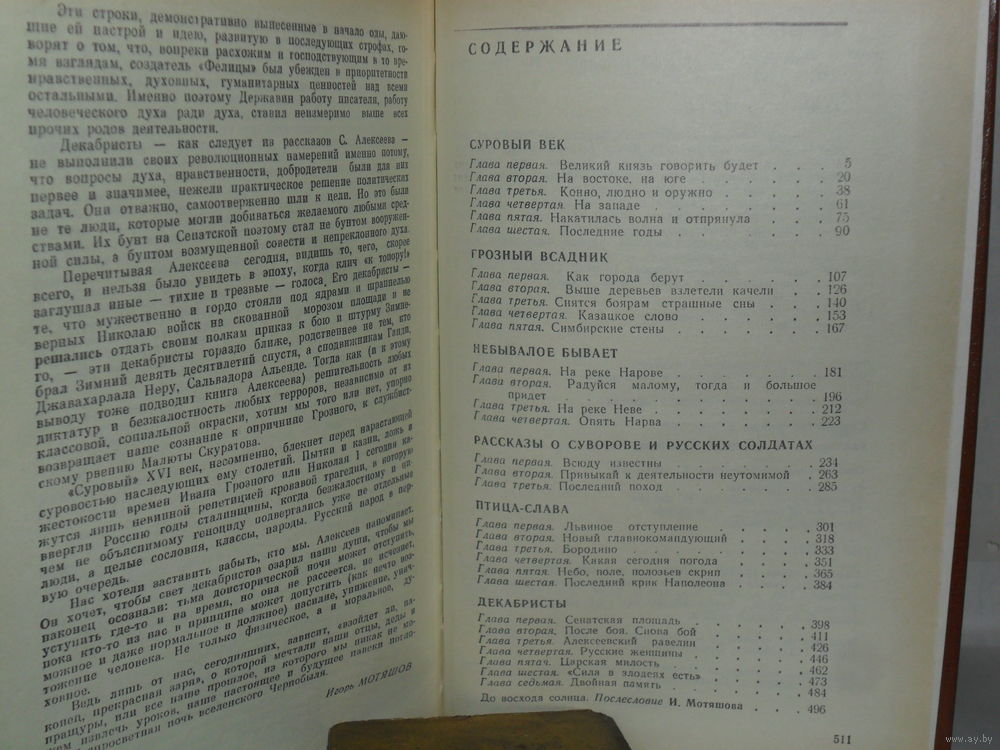 Эти строки, демонстративно вынесенные в начало оды, даю-
щие ей настрой и идею, развитую в последующих строфах, го-
ворят о том, что, вопреки расхожим и господствующим в то вре-
мя взглядам, создатель «Фелицы» был убежден в приоритетности
нравственных, духовных, гуманитарных ценностей над всеми
остальными. Именно поэтому Державин работу писателя, работу
человеческого духа ради духа, ставил неизмеримо выше всех
прочих родов деятельности.
Декабристы — как следует из рассказов С. Алексеева —
не выполнили своих революционных намерений именно потому,
что вопросы духа, нравственности, добродетели были для них
первее и значимее, нежели практическое решение политических
задач. Они отважно, самоотверженно шли к цели. Но это были
не те люди, которые могли добиваться желаемого любыми сред-
ствами. Их бунт на Сенатской поэтому стал не бунтом вооружен-
ной силы, а бунтом возмущенной совести и непреклонного духа.
Перечитывая Алексеева сегодня, видишь то, чего, скорее
всего, и нельзя было увидеть в эпоху, когда клич «к топору!»
заглушал иные — тихие и трезвые — голоса. Его декабристы —
те, что мужественно и гордо стояли под ядрами и шрапнелью
верных Николаю войск на скованной морозом площади и не
решались отдать своим полкам приказ к бою и штурму Зимне-
го, — эти декабристы гораздо ближе, родственнее не тем, кто
брал Зимний девять десятилетий спустя, а сподвижникам Ганди,
Джавахарлала Неру, Сальвадора Альенде. Тогда как (и к этому
выводу тоже подводит книга Алексеева) решительность любых
диктатур и безжалостность любых террoров, независимо от их
классовой, социальной окраски, хотим мы того или нет, упорно
возвращает наше сознание к опричнине Грозного, к служебист-
скому рвению Малюты Скуратова.
«Суровый» XVI век, несомненно, блекнет перед нарастающей
суровостью наследующих ему столетий. Пытки и казни, ложь и
жестокости времен Ивана Грозного или Николая I сегодня ка-
жутся лишь невинной репетицией кровавой трагедии, в которую
ввергли Россию годы сталинщины, когда безжалостному и ни-
чем не объяснимому геноциду подвергались уже не отдельные
люди, а целые сословия, классы, народы. Русский народ в пер-
вую очередь.
Нас хотели заставить забыть, кто мы. Алексеев напоминает.
Он хочет, чтобы свет декабристов озарил наши души, чтобы мы
наконец осознали: тьма доисторической ночи может отступить,
уступить где-то и на время, но она не рассеется, не исчезнет,
пока кто-то из нас в принципе может допустить (как нечто воз-
можное и даже нормальное и должное) насилие, унижение, унич-
тожение человека. Не только физическое, а и моральное, ду-
ховное.
Ведь лишь от нас, сегодняшних, зависит, «взойдет ли, на-
конец, прекрасная заря», о которой мечтали наши отцы, деды и
пращуры, или все наше прошлое, из которого мы никак не мо-
жем извлечь уроков, наше настоящее и будущее навеки погло-
беспросветная ночь вселенского Чернобыля.
Игорь МОТЯШОВ
СОДЕРЖАНИЕ
СУРОВЫЙ ВЕК
Глава первая. Великий князь говорить будет . . . 5
Глава вторая. На востоке, на юге . . . . . . 20
Глава третья. Конно, людно и оружно . . . . . 38
Глава четвертая. На западе . . . . . . . 61
Глава пятая. Накатилась волна и отпрянула . . . 75
Глава шестая. Последние годы . . . . . . 90
ГРОЗНЫЙ ВСАДНИК
Глава первая. Как города берут . . . . . 107
Глава вторая. Выше деревьев взлетели качели . . 126
Глава третья. Снятся боярам страшные сны . . . 140
Глава четвертая. Казацкое слово . . . . . . 153
Глава пятая. Симбирские стены . . . . . . 167
НЕБЫВАЛОЕ БЫВАЕТ
Глава первая. На реке Нарове . . . . . . 181
Глава вторая. Радуйся малому, тогда и большое
придет . . . . . . . . . . 196
Глава третья. На реке Неве . . . . . . . 212
Глава четвертая. Опять Нарва . . . . . . 223
РАССКАЗЫ О СУВОРОВЕ И РУССКИХ СОЛДАТАХ
Глава первая. Всюду известны . . . . . . 234
Глава вторая. Привыкай к деятельности неутомимой . 263
Глава третья. Последний поход . . . . . . 285
ПТИЦА-СЛАВА
Глава первая. Львиное отступление . . . . . 301
Глава вторая. Новый главнокомандующий . . . . 318
Глава третья. Бородино . . . . . . . . 333
Глава четвертая. Какая сегодня погода . . . . 351
Глава пятая. Небо, поле, полозьев скрип . . . . 365
Глава шестая. Последний крик Наполеона . . . . 384
ДЕКАБРИСТЫ
Глава первая. Сенатская площадь . . . . . 398
Глава вторая. После боя. Снова бой . . . . . 411
Глава третья. Алексеевский равелин . . . . . 426
Глава четвертая. Русские женщины . . . . . 446
Глава пятая. Царская милость . . . . . . 462
Глава шестая. «Сила в злодеях есть» . . . . . 473
Глава седьмая. Двойная память . . . . . . 484
До восхода солнца. Послесловие И. Мотяшова . . . 496
511
www.ay.by